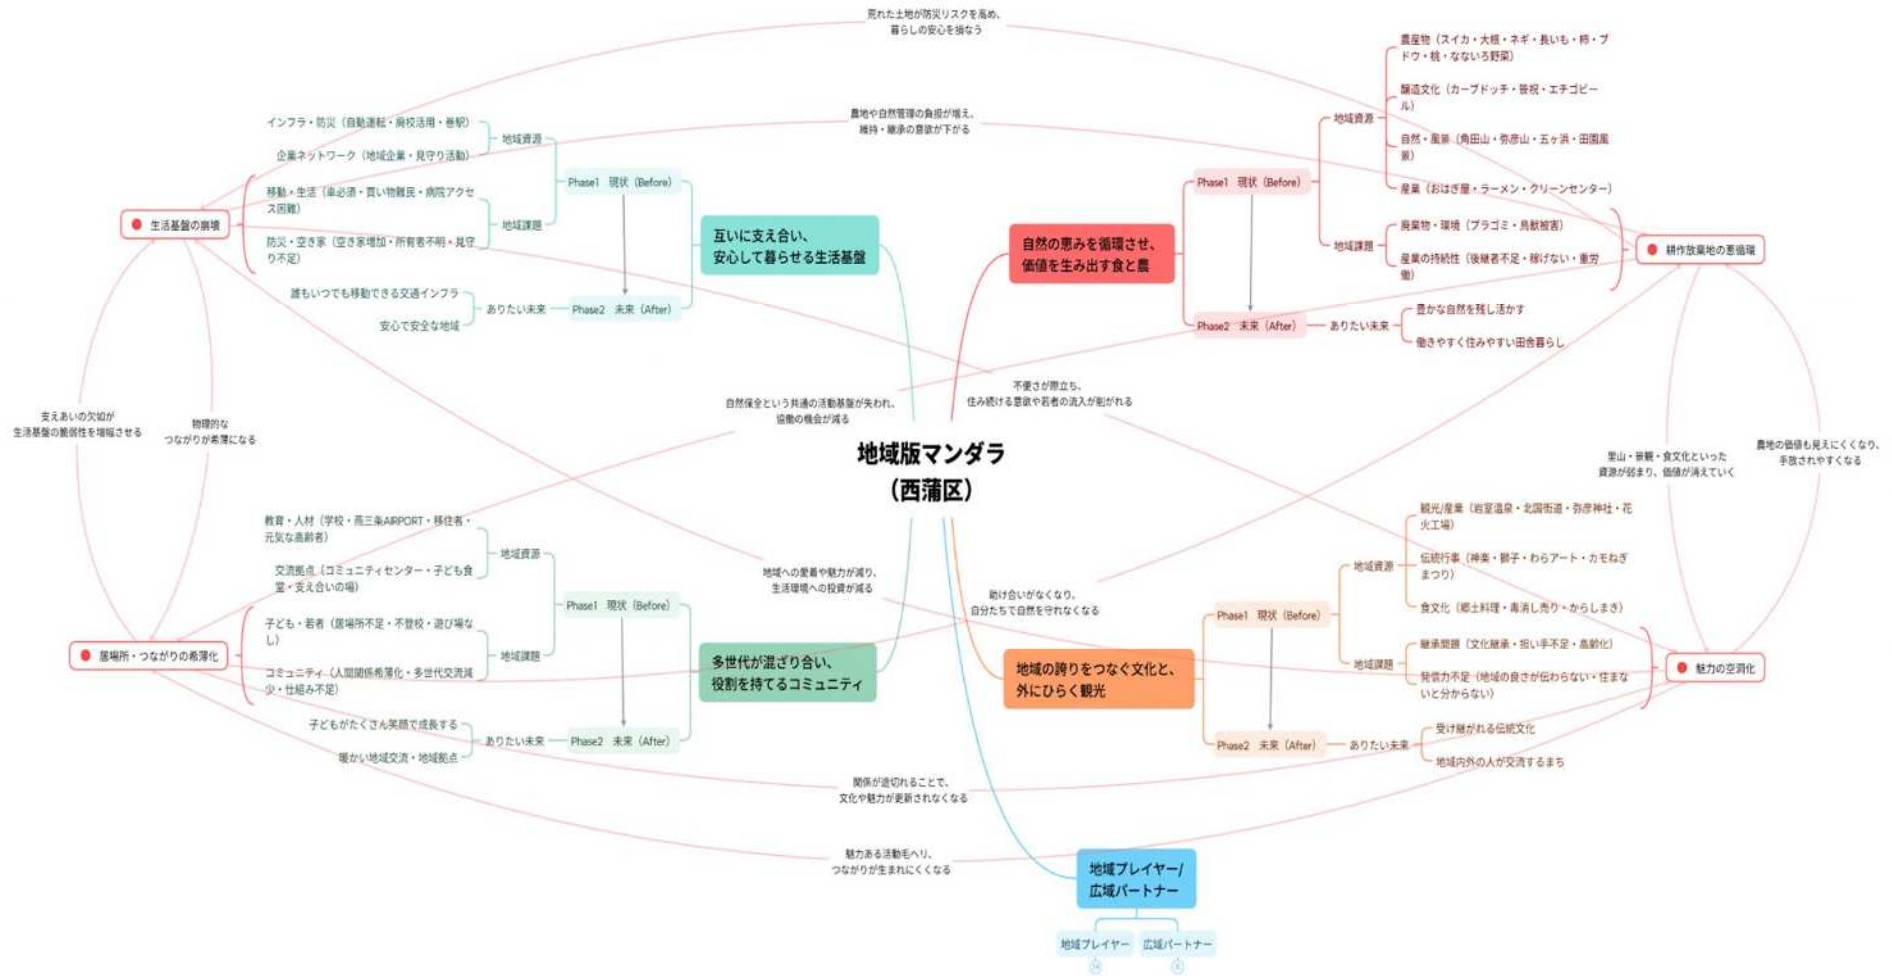 荒れた土地が防災リスクを高め、
暮らしの安心を損なう
農地や自然管理の負担が増え、
維持・継承の意欲が下がる
インフラ・防災（自動運転・廃校活用・巻駅）
企業ネットワーク（地域企業・見守り活動）
地域資源
移動・生活（車必須・買い物難民・病院アクセ
ス困難）
防災・空き家（空き家増加・所有者不明・見守
り不足）
地域課題
Phase1　現状（Before）
生活基盤の崩壊
互いに支え合い、
安心して暮らせる生活基盤
誰もいつでも移動できる交通インフラ
安心で安全な地域
ありたい未来
Phase2　未来（After）
農産物（スイカ・大根・ネギ・長いも・柿・ブ
ドウ・桃・なないろ野菜）
醸造文化（カーブドッチ・笹祝・エチゴビー
ル）
自然・風景（角田山・弥彦山・五ヶ浜・田園風
景）
産業（おはぎ屋・ラーメン・クリーンセンター）
地域資源
廃棄物・環境（プラゴミ・鳥獣被害）
産業の持続性（後継者不足・稼げない・重労
働）
地域課題
Phase1　現状（Before）
自然の恵みを循環させ、
価値を生み出す食と農
耕作放棄地の悪循環
Phase2　未来（After）
ありたい未来
豊かな自然を残し活かす
働きやすく住みやすい田舎暮らし
支えあいの欠如が
生活基盤の脆弱性を増幅させる
物理的な
つながりが希薄になる
自然保全という共通の活動基盤が失われ、
協働の機会が減る
不便さが際立ち、
住み続ける意欲や若者の流入が削がれる
地域版マンダラ
（西蒲区）
里山・景観・食文化といった
資源が弱まり、価値が消えていく
農地の価値も見えにくくなり、
手放されやすくなる
教育・人材（学校・燕三条AIRPORT・移住者・
元気な高齢者）
交流拠点（コミュニティセンター・子ども食
堂・支え合いの場）
地域資源
子ども・若者（居場所不足・不登校・遊び場な
し）
コミュニティ（人間関係希薄化・多世代交流減
少・仕組み不足）
地域課題
Phase1　現状（Before）
居場所・つながりの希薄化
多世代が混ざり合い、
役割を持てるコミュニティ
子どもがたくさん笑顔で成長する
暖かい地域交流・地域拠点
ありたい未来
Phase2　未来（After）
地域への愛着や魅力が減り、
生活環境への投資が減る
助け合いがなくなり、
自分たちで自然を守れなくなる
観光/産業（岩室温泉・北国街道・弥彦神社・花
火工場）
伝統行事（神楽・獅子・わらアート・カモねぎ
まつり）
食文化（郷土料理・毒消し売り・からしまき）
地域資源
継承問題（文化継承・担い手不足・高齢化）
発信力不足（地域の良さが伝わらない・住まな
いと分からない）
地域課題
Phase1　現状（Before）
地域の誇りをつなぐ文化と、
外にひらく観光
魅力の空洞化
Phase2　未来（After）
ありたい未来
受け継がれる伝統文化
地域内外の人が交流するまち
関係が途切れることで、
文化や魅力が更新されなくなる
魅力ある活動毛ヘリ、
つながりが生まれにくくなる
地域プレイヤー/
広域パートナー
地域プレイヤー
広域パートナー